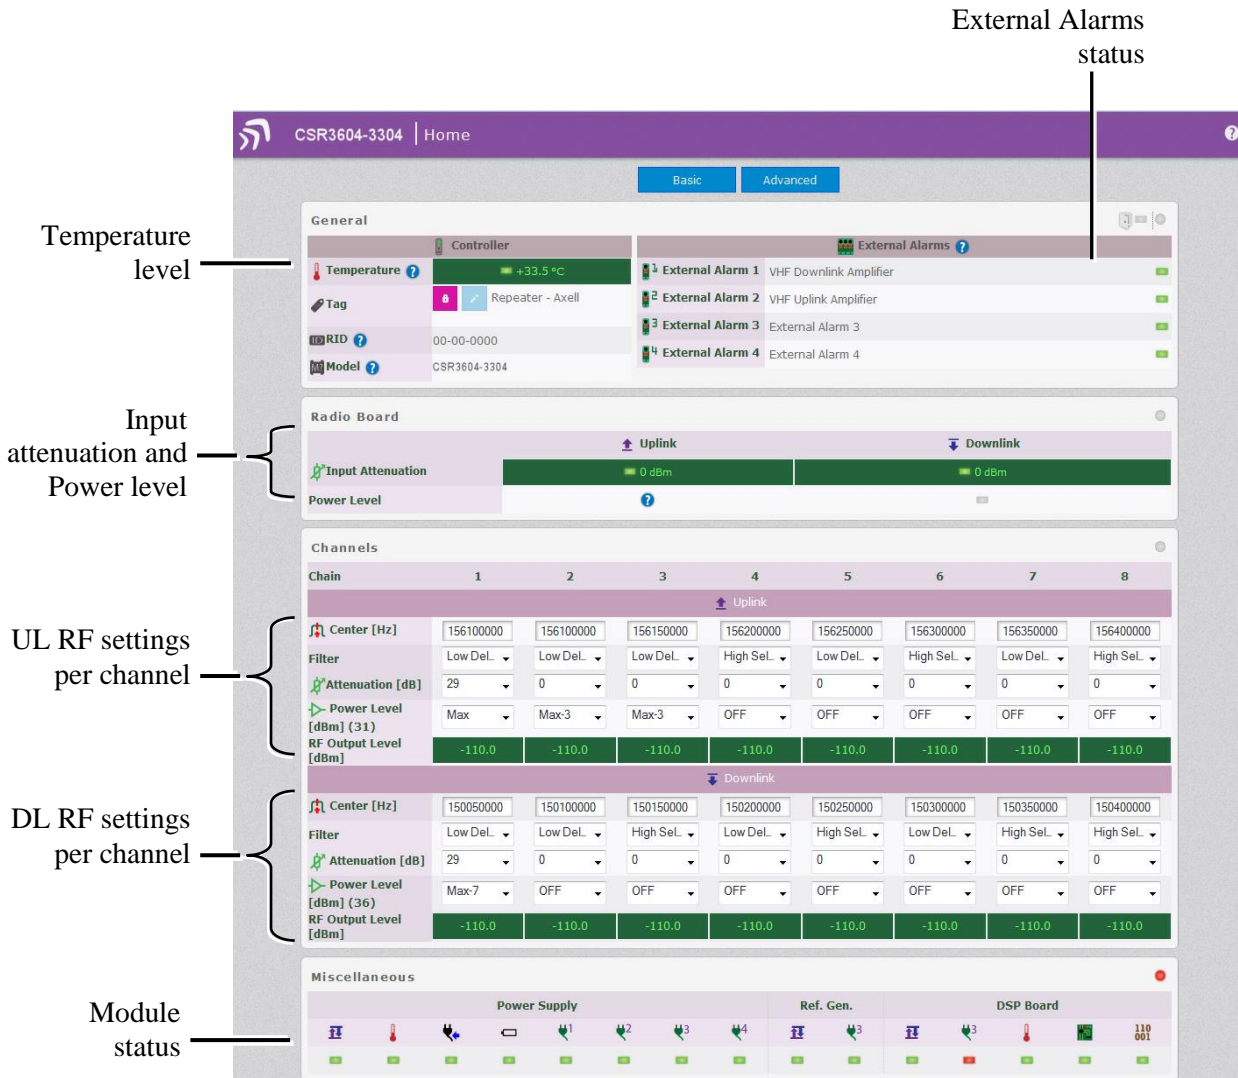 External Alarms
status
CSR3604-3304 Home
Basic Advanced
Temperature
level
General
Controller External Alarms
Temperature +33.5 °C
Tag Repeater - Axell
RID 00-00-0000
Model CSR3604-3304
1 External Alarm 1 VHF Downlink Amplifier
2 External Alarm 2 VHF Uplink Amplifier
3 External Alarm 3 External Alarm 3
4 External Alarm 4 External Alarm 4
Input
attenuation and
Power level
Radio Board
Uplink Downlink
Input Attenuation 0 dBm 0 dBm
Power Level
Channels
Chain 1 2 3 4 5 6 7 8
UL RF settings
per channel
Uplink
Center [Hz] 156100000 156100000 156150000 156200000 156250000 156300000 156350000 156400000
Filter Low Del.. Low Del.. Low Del.. High Sel.. Low Del.. High Sel.. Low Del.. High Sel..
Attenuation [dB] 29 0 0 0 0 0 0 0
Power Level
[dBm] (31) Max Max-3 Max-3 OFF OFF OFF OFF OFF
RF Output Level
[dBm] -110.0 -110.0 -110.0 -110.0 -110.0 -110.0 -110.0 -110.0
DL RF settings
per channel
Downlink
Center [Hz] 150050000 150100000 150150000 150200000 150250000 150300000 150350000 150400000
Filter Low Del.. Low Del.. High Sel.. Low Del.. High Sel.. Low Del.. High Sel.. High Sel..
Attenuation [dB] 29 0 0 0 0 0 0 0
Power Level
[dBm] (36) Max-7 OFF OFF OFF OFF OFF OFF OFF
RF Output Level
[dBm] -110.0 -110.0 -110.0 -110.0 -110.0 -110.0 -110.0 -110.0
Module
status
Miscellaneous
Power Supply Ref. Gen. DSP Board
1 2 3 4 3 3 110
001